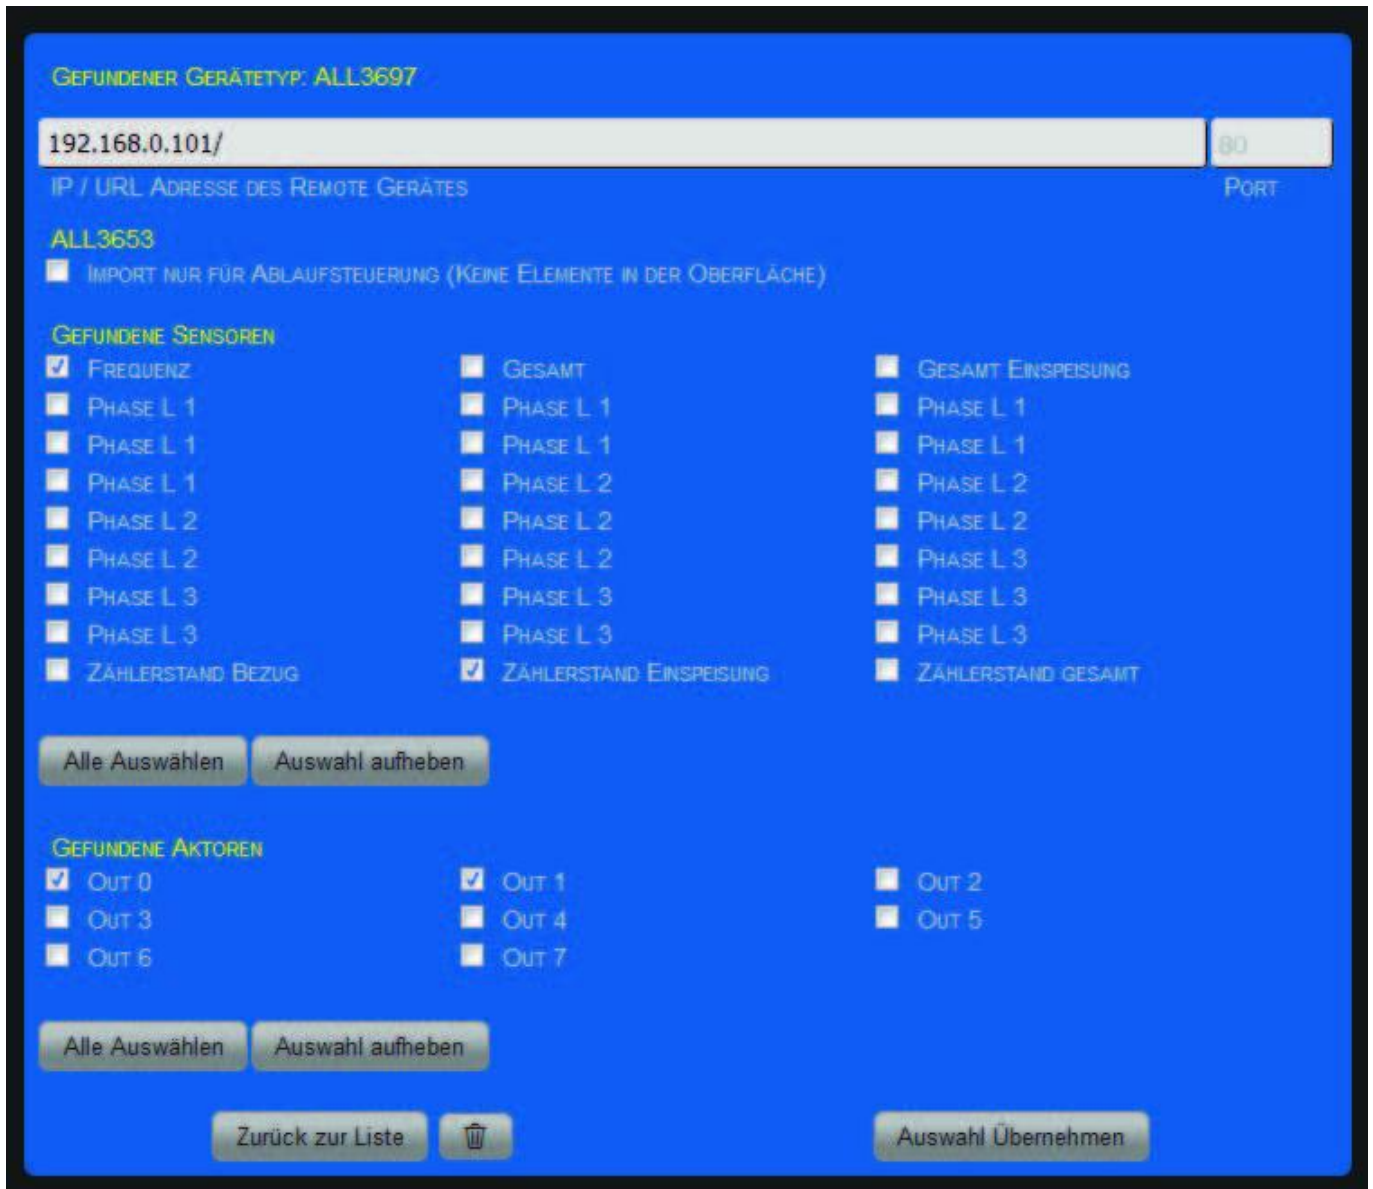 Gefundener Gerätetyp: ALL3697
192.168.0.101/ 80
IP / URL Adresse des Remote Gerätes Port
ALL3653
Import nur für Ablaufsteuerung (Keine Elemente in der Oberfläche)
Gefundene Sensoren
Frequenz Gesamt Gesamt Einspeisung
Phase L 1 Phase L 1 Phase L 1
Phase L 1 Phase L 1 Phase L 1
Phase L 1 Phase L 2 Phase L 2
Phase L 2 Phase L 2 Phase L 2
Phase L 2 Phase L 2 Phase L 3
Phase L 3 Phase L 3 Phase L 3
Phase L 3 Phase L 3 Phase L 3
Zählerstand Bezug Zählerstand Einspeisung Zählerstand gesamt
Alle Auswählen Auswahl aufheben
Gefundene Aktoren
Out 0 Out 1 Out 2
Out 3 Out 4 Out 5
Out 6 Out 7
Alle Auswählen Auswahl aufheben
Zurück zur Liste Auswahl Übernehmen